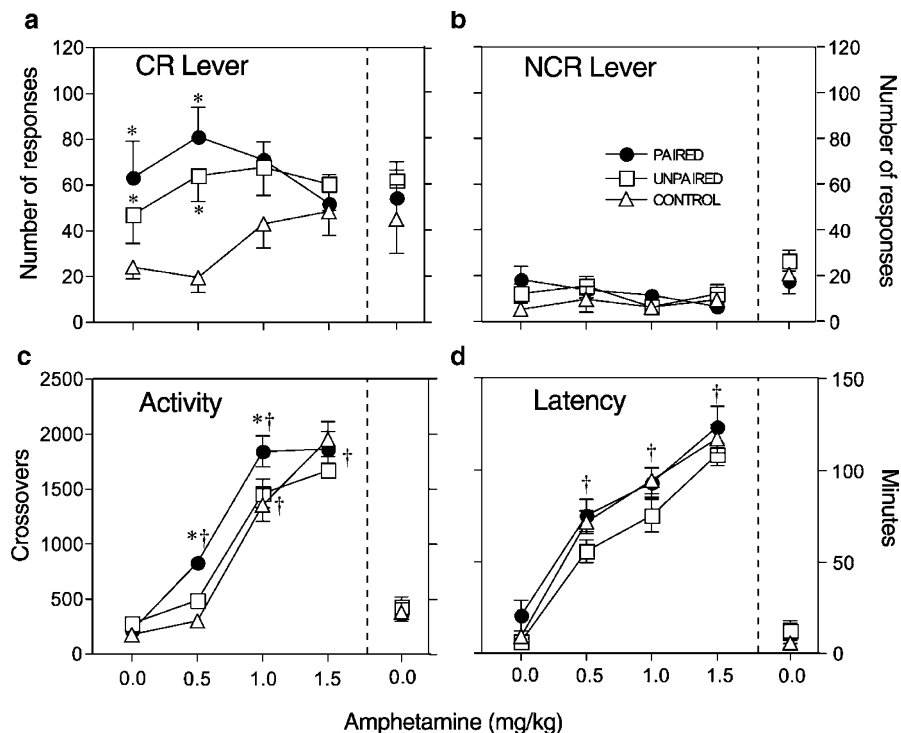 a
b
120
100
80
60
40
20
0
Number of responses
CR Lever
*
*
*
*
NCR Lever
PAIRED
UNPAIRED
CONTROL
120
100
80
60
40
20
0
Number of responses
c
d
2500
2000
1500
1000
500
0
Crossovers
Activity
*†
*†
†
†
0.0 0.5 1.0 1.5 0.0
Latency
†
†
†
150
100
50
0
Minutes
0.0 0.5 1.0 1.5 0.0
Amphetamine (mg/kg)